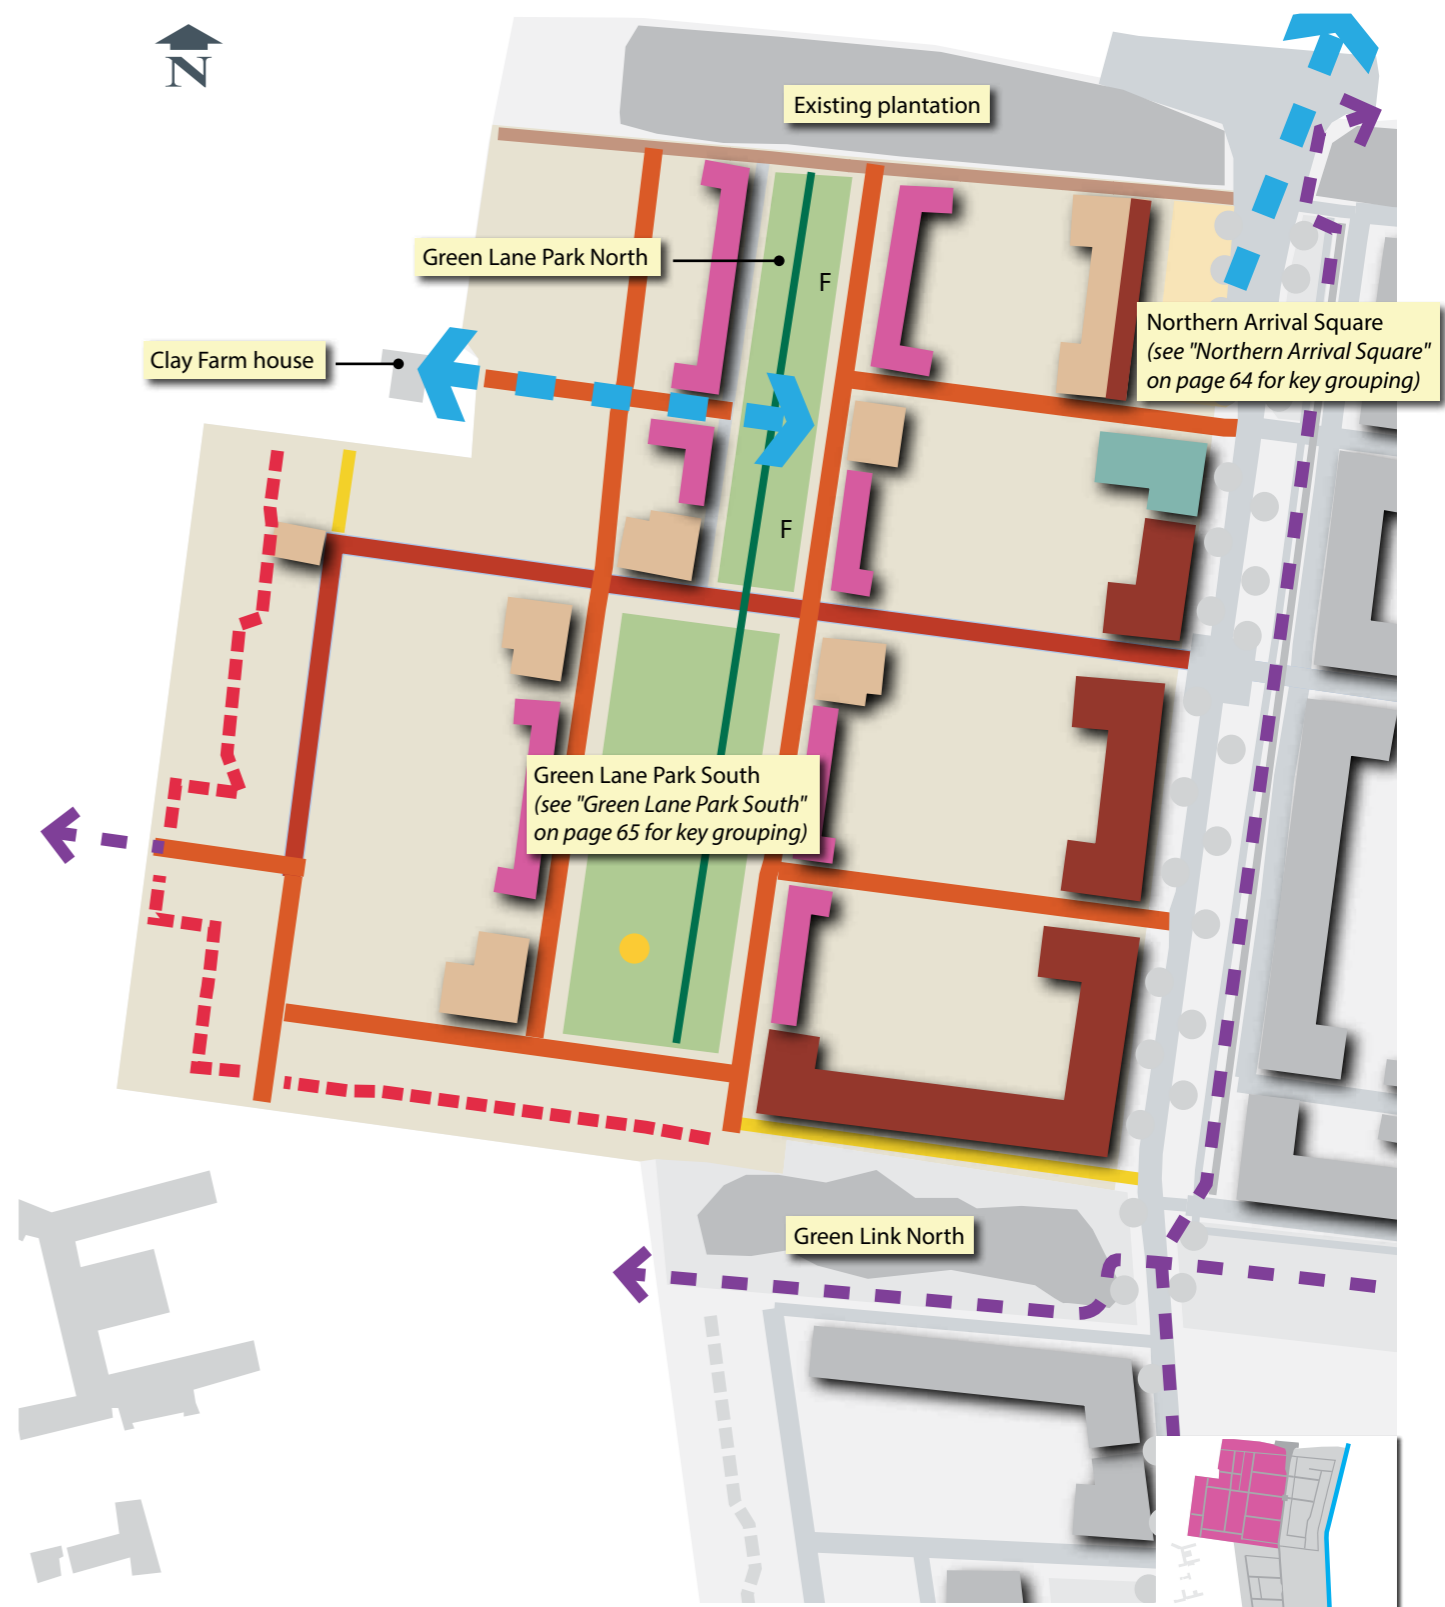 N
Existing plantation
Green Lane Park North
F
Northern Arrival Square
(see "Northern Arrival Square"
on page 64 for key grouping)
Clay Farm house
F
Green Lane Park South
(see "Green Lane Park South"
on page 65 for key grouping)
Green Link North